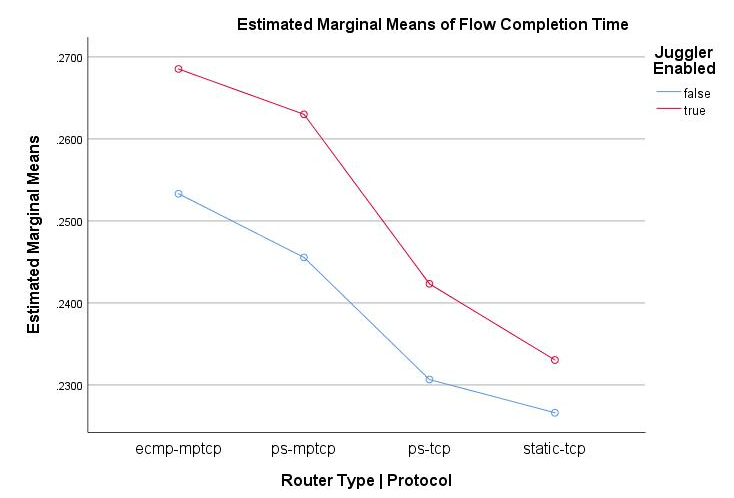 Estimated Marginal Means of Flow Completion Time
Juggler
Enabled
false
true
Estimated Marginal Means
.2700
.2600
.2500
.2400
.2300
ecmp-mptcp
ps-mptcp
ps-tcp
static-tcp
Router Type | Protocol